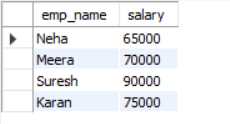 emp_name salary
Neha 65000
Meera 70000
Suresh 90000
Karan 75000